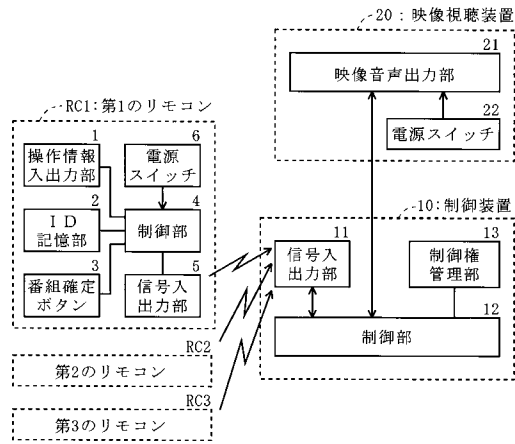 20：映像視聴装置
21
映像音声出力部
22
電源スイッチ
RC1：第1のリモコン
1
操作情報
入出力部
6
電源
スイッチ
2
ID
記憶部
4
制御部
3
番組確定
ボタン
5
信号入
出力部
10：制御装置
11
信号入
出力部
13
制御権
管理部
12
制御部
RC2
第2のリモコン
RC3
第3のリモコン